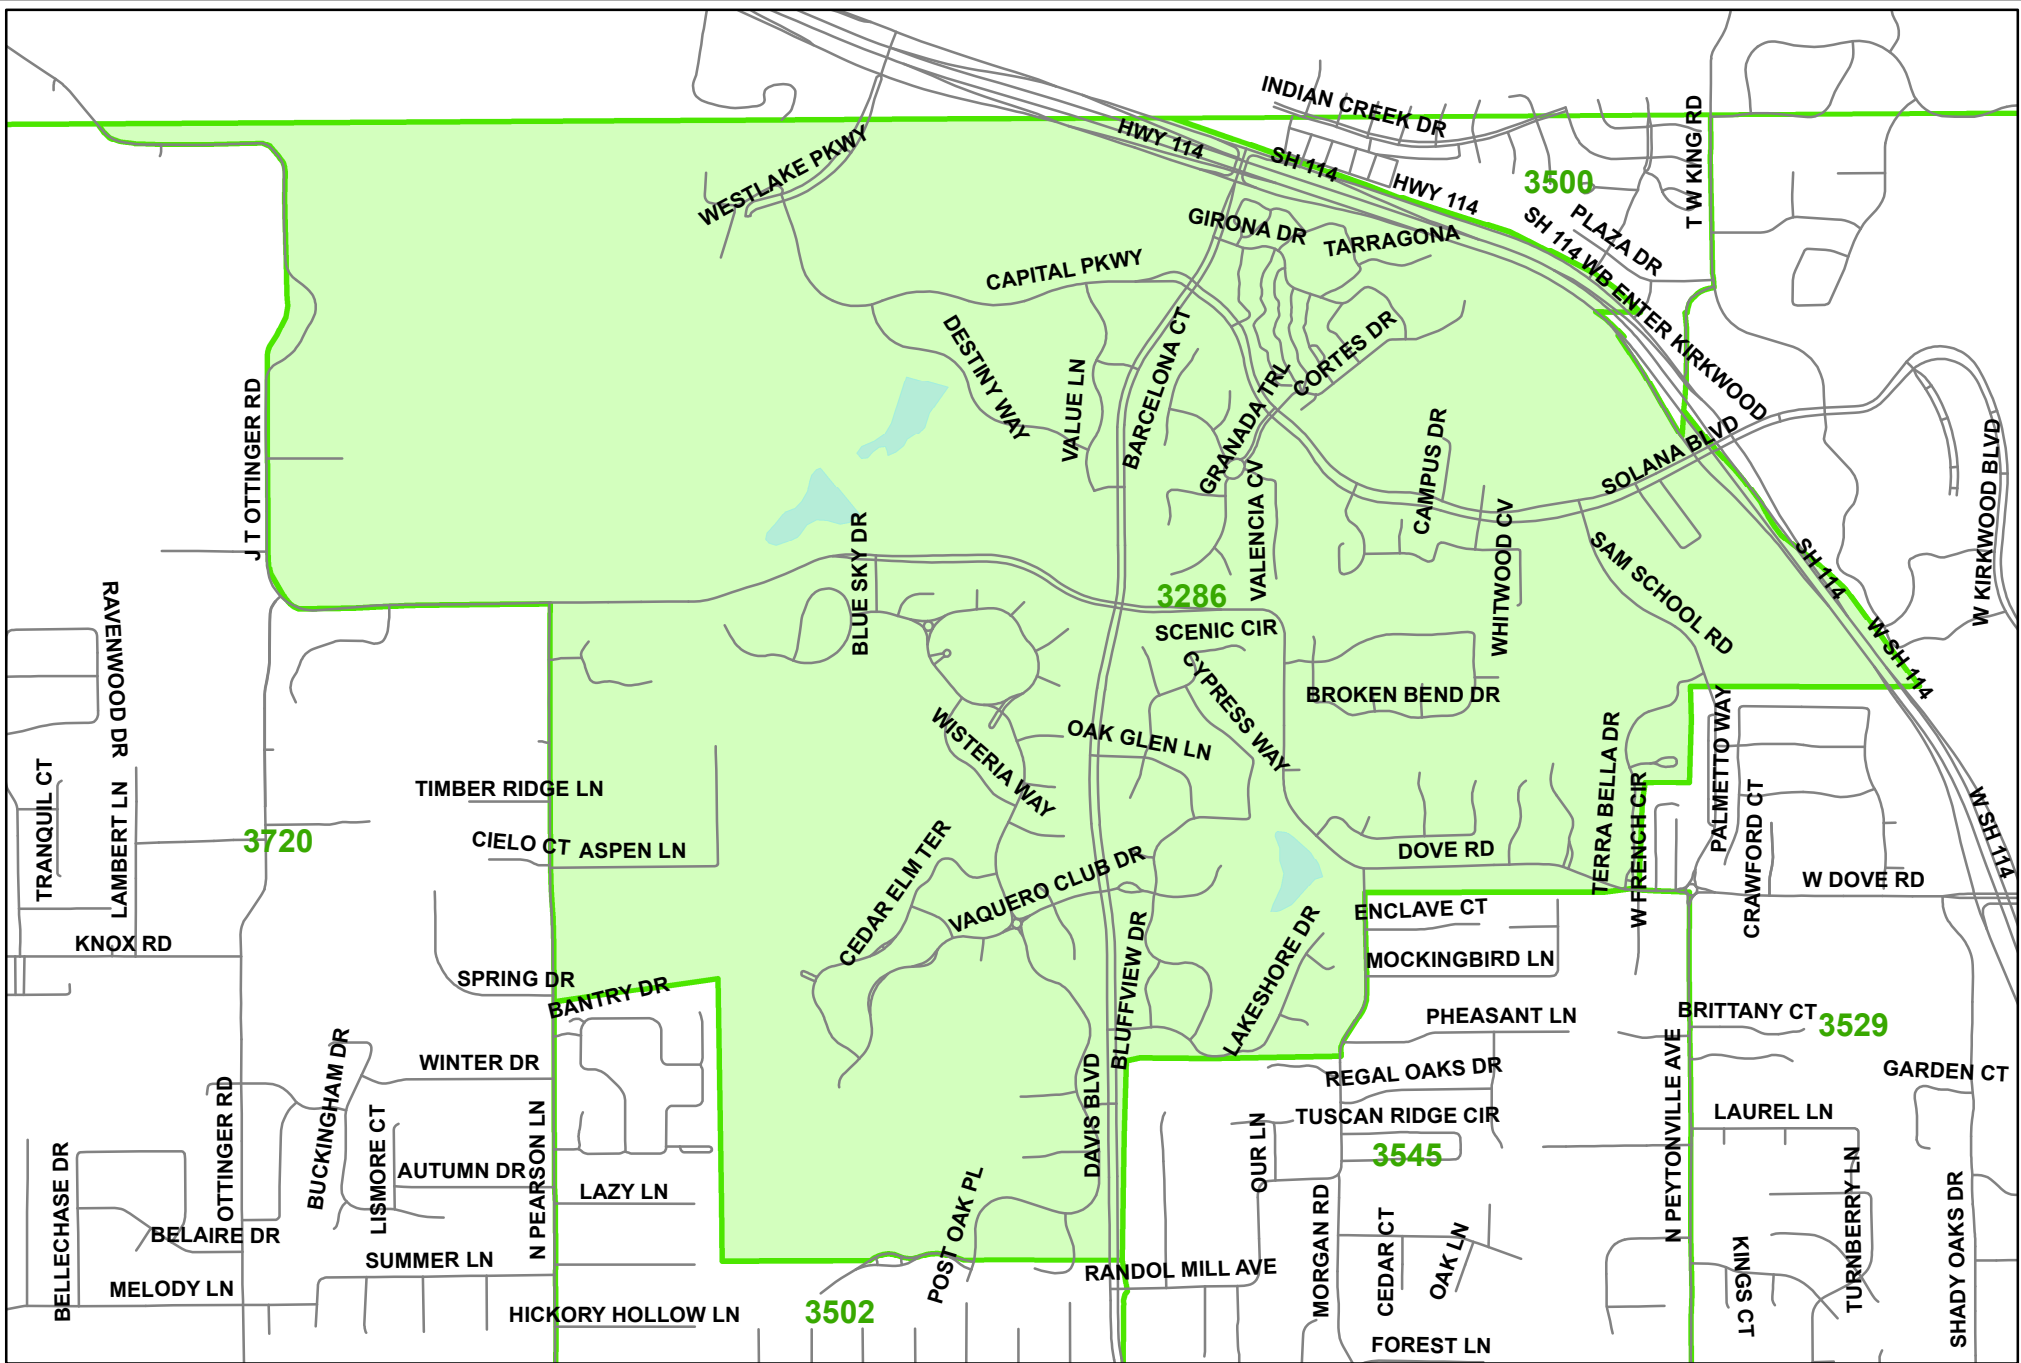 INDIAN CREEK DR
HWY 114
SH 114
HWY 114
3500
T W KING RD
WESTLAKE PKWY
GIRONA DR
TARRAGONA
PLAZA DR
SH 114 WB ENTER KIRKWOOD
CAPITAL PKWY
DESTINY WAY
VALUE LN
BARCELONA CT
CORTES DR
GRANADA TRL
J T OTTINGER RD
VALENCIA CV
CAMPUS DR
SOLANA BLVD
W KIRKWOOD BLVD
WHITWOOD CV
BLUE SKY DR
SAM SCHOOL RD
SH 114
3286
SCENIC CIR
W SH 114
RAVENWOOD DR
CYPRESS WAY
BROKEN BEND DR
WISTERIA WAY
OAK GLEN LN
TERRA BELLA DR
PALMETTO WAY
TRANQUIL CT
LAMBERT LN
TIMBER RIDGE LN
W FRENCH CIR
CRAWFORD CT
W SH 114
3720
CIELO CT
ASPEN LN
CEDAR ELM TER
VAQUERO CLUB DR
DOVE RD
W DOVE RD
KNOX RD
ENCLAVE CT
MOCKINGBIRD LN
LAKESHORE DR
BLUFFVIEW DR
SPRING DR
BANTRY DR
PHEASANT LN
BRITTANY CT
3529
WINTER DR
BUCKINGHAM DR
REGAL OAKS DR
GARDEN CT
N PEYTONVILLE AVE
OTTINGER RD
LISMORE CT
N PEARSON LN
DAVIS BLVD
OUR LN
TUSCAN RIDGE CIR
LAUREL LN
3545
BELLECHASE DR
AUTUMN DR
LAZY LN
POST OAK PL
BELAIRE DR
SUMMER LN
MELODY LN
RANDOL MILL AVE
MORGAN RD
CEDAR CT
OAK LN
KINGS CT
TURNBERRY LN
SHADY OAKS DR
HICKORY HOLLOW LN
3502
FOREST LN